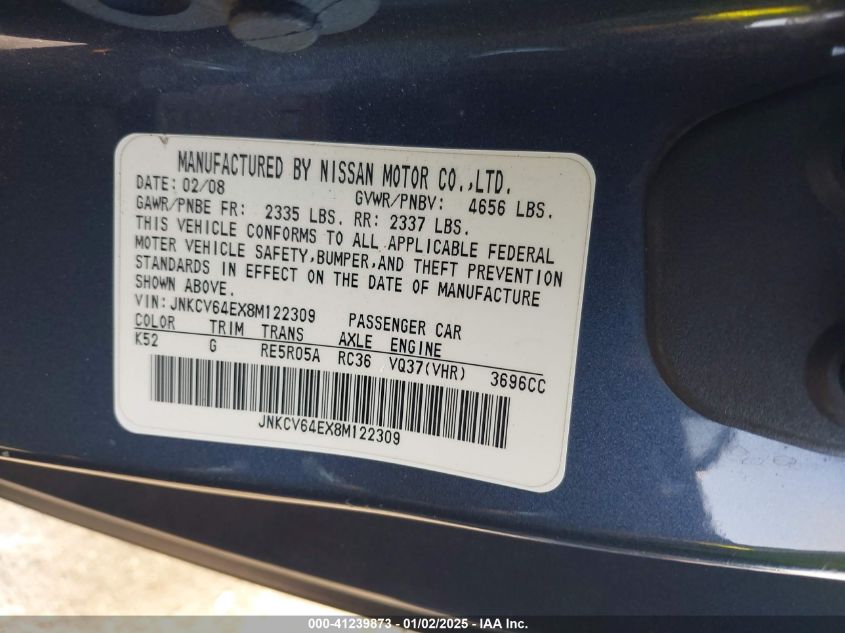 MANUFACTURED BY NISSAN MOTOR CO.,LTD.
DATE: 02/08 GVWR/PNBV: 4656 LBS.
GAWR/PNBE FR: 2335 LBS. RR: 2337 LBS.
THIS VEHICLE CONFORMS TO ALL APPLICABLE FEDERAL
MOTER VEHICLE SAFETY,BUMPER,AND THEFT PREVENTION
STANDARDS IN EFFECT ON THE DATE OF MANUFACTURE
SHOWN ABOVE.
VIN:JNKCV64EX8M122309 PASSENGER CAR
COLOR TRIM TRANS AXLE ENGINE
K52 G RE5R05A RC36 VQ37(VHR) 3696CC
JNKCV64EX8M122309
000-41239873 - 01/02/2025 - IAA Inc.